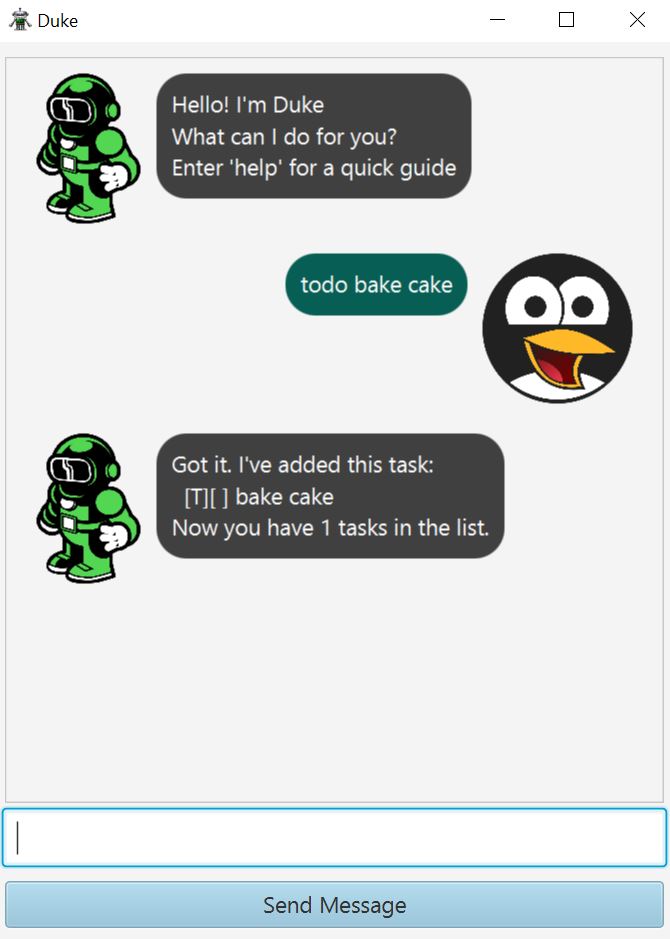 Duke
Hello! I'm Duke
What can I do for you?
Enter 'help' for a quick guide
todo bake cake
Got it. I've added this task:
[T][ ] bake cake
Now you have 1 tasks in the list.
Send Message